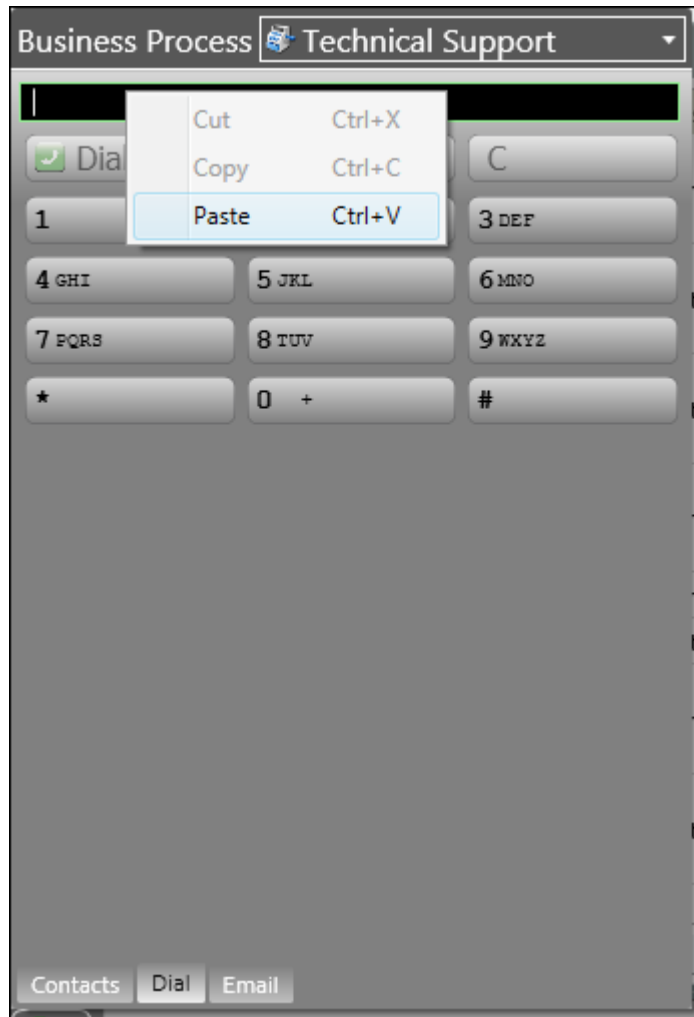 Business Process Technical Support
Cut Ctrl+X
Dial C
Copy Ctrl+C
Paste Ctrl+V
1 3 DEF
4 GHI 5 JKL 6 MNO
7 PQRS 8 TUV 9 WXYZ
* 0 + #
Contacts Dial Email